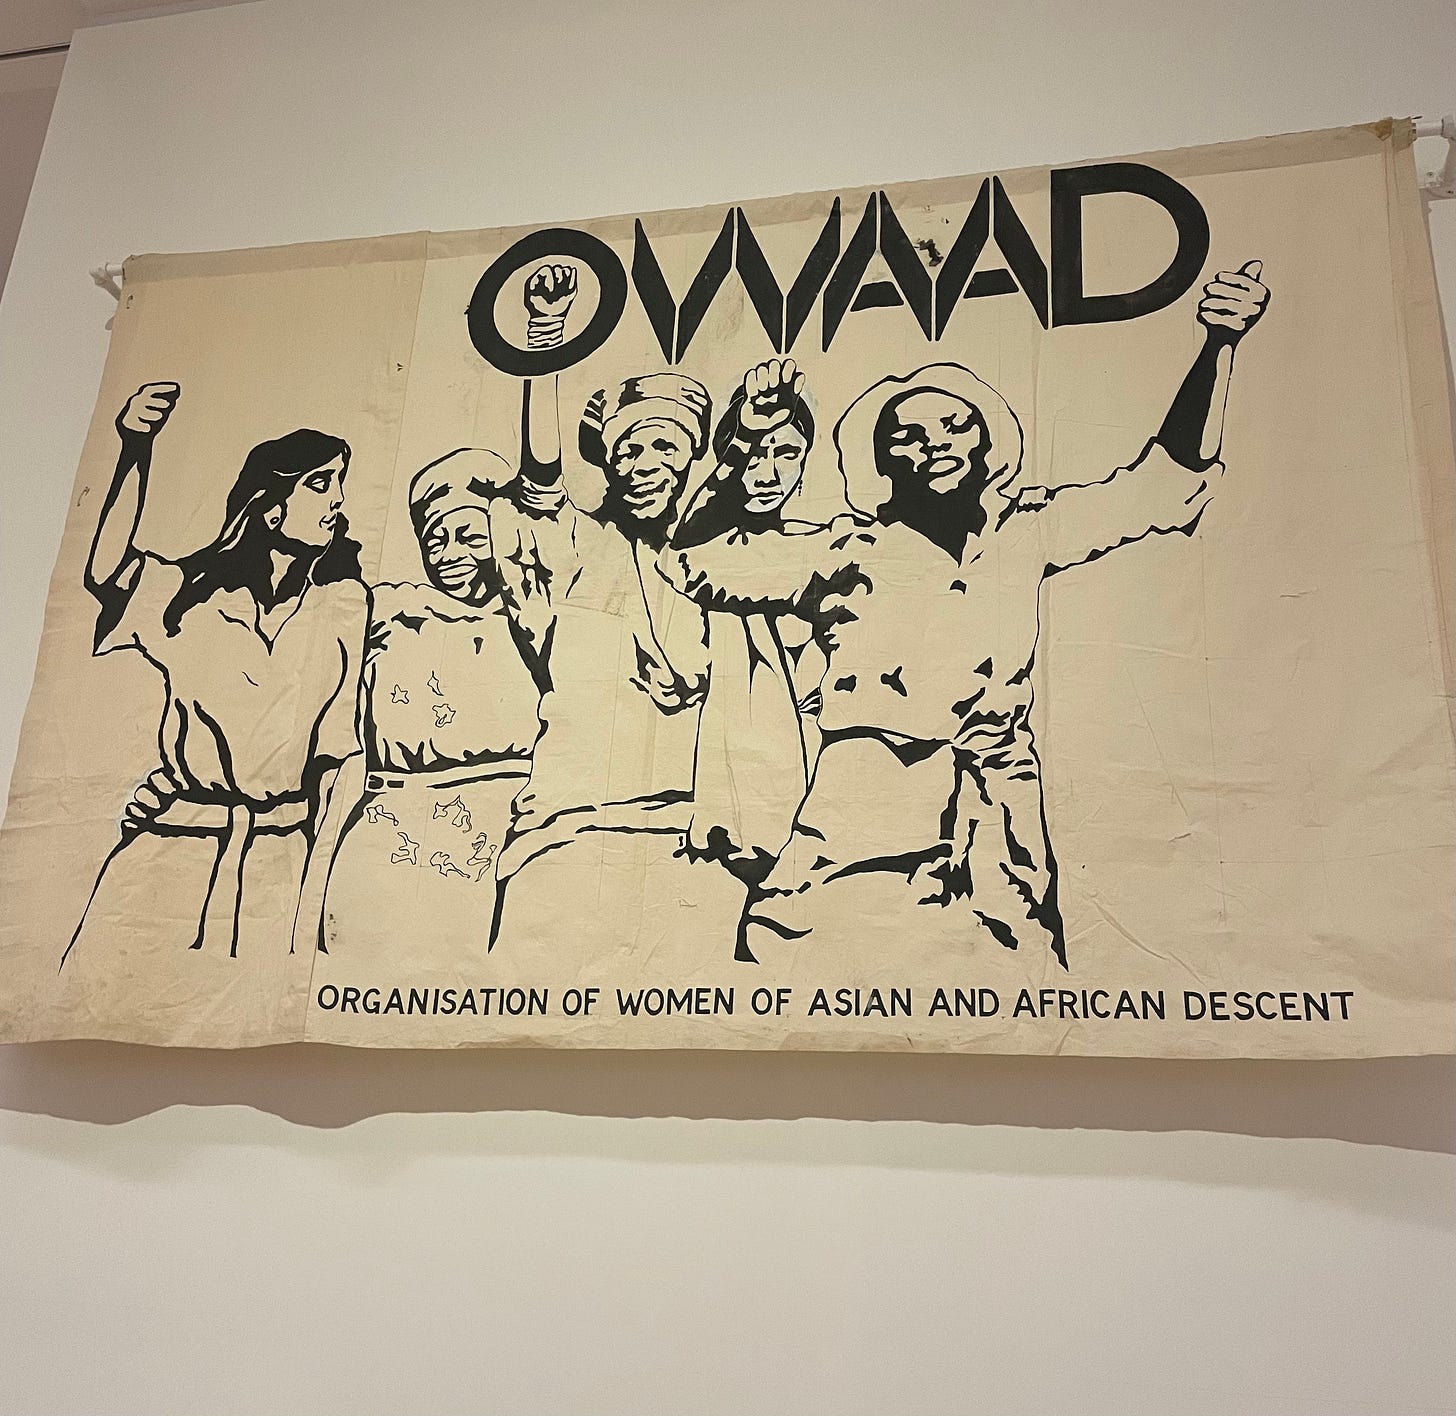 OWAAD
ORGANISATION OF WOMEN OF ASIAN AND AFRICAN DESCENT